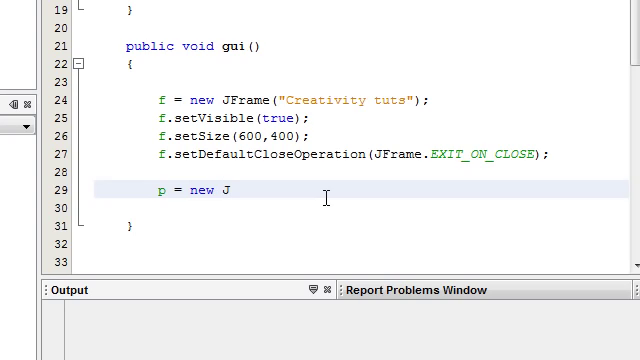 19 }
20
21 public void gui()
22 {
23
24 f = new JFrame("Creativity tuts");
25 f.setVisible(true);
26 f.setSize(600,400);
27 f.setDefaultCloseOperation(JFrame.EXIT_ON_CLOSE);
28
29 p = new J
30
31 }
32
33
Output
Report Problems Window